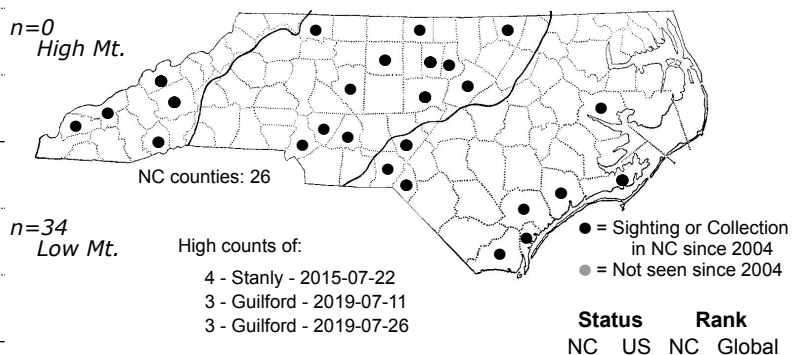 n=0
High Mt.
NC counties: 26
n=34
Low Mt.
High counts of:
4 - Stanly - 2015-07-22
3 - Guilford - 2019-07-11
3 - Guilford - 2019-07-26
● = Sighting or Collection
in NC since 2004
● = Not seen since 2004
Status Rank
NC US NC Global